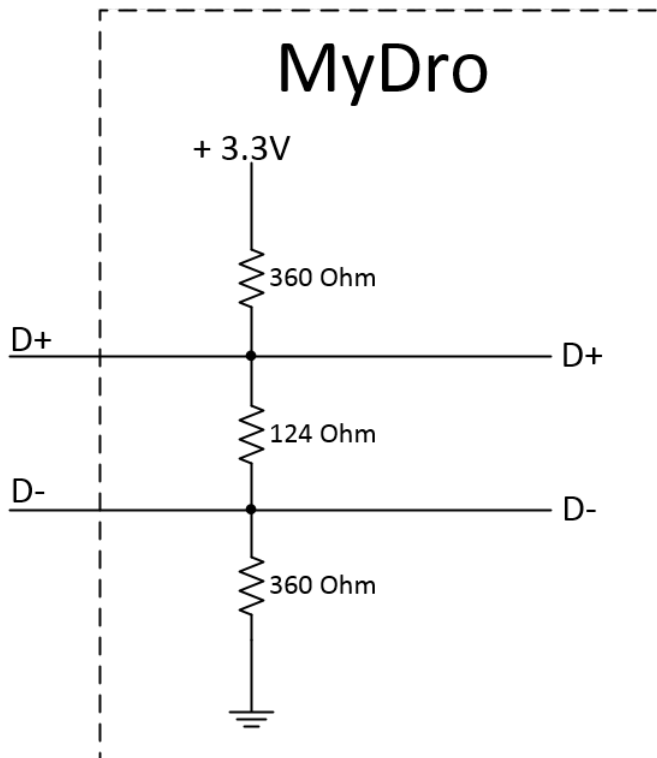 MyDro
+ 3.3V
360 Ohm
D+
D+
124 Ohm
D-
D-
360 Ohm